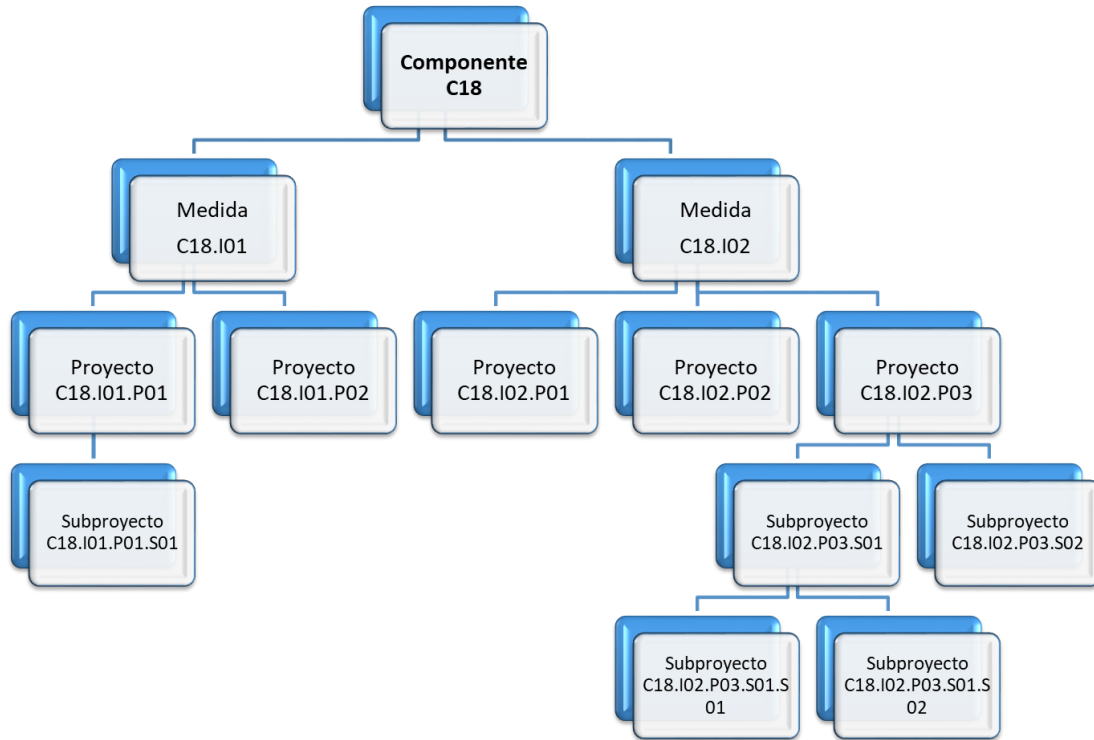 Componente
C18
Medida
C18.I01
Medida
C18.I02
Proyecto
C18.I01.P01
Proyecto
C18.I01.P02
Proyecto
C18.I02.P01
Proyecto
C18.I02.P02
Proyecto
C18.I02.P03
Subproyecto
C18.I01.P01.S01
Subproyecto
C18.I02.P03.S01
Subproyecto
C18.I02.P03.S02
Subproyecto
C18.I02.P03.S01.S
01
Subproyecto
C18.I02.P03.S01.S
02